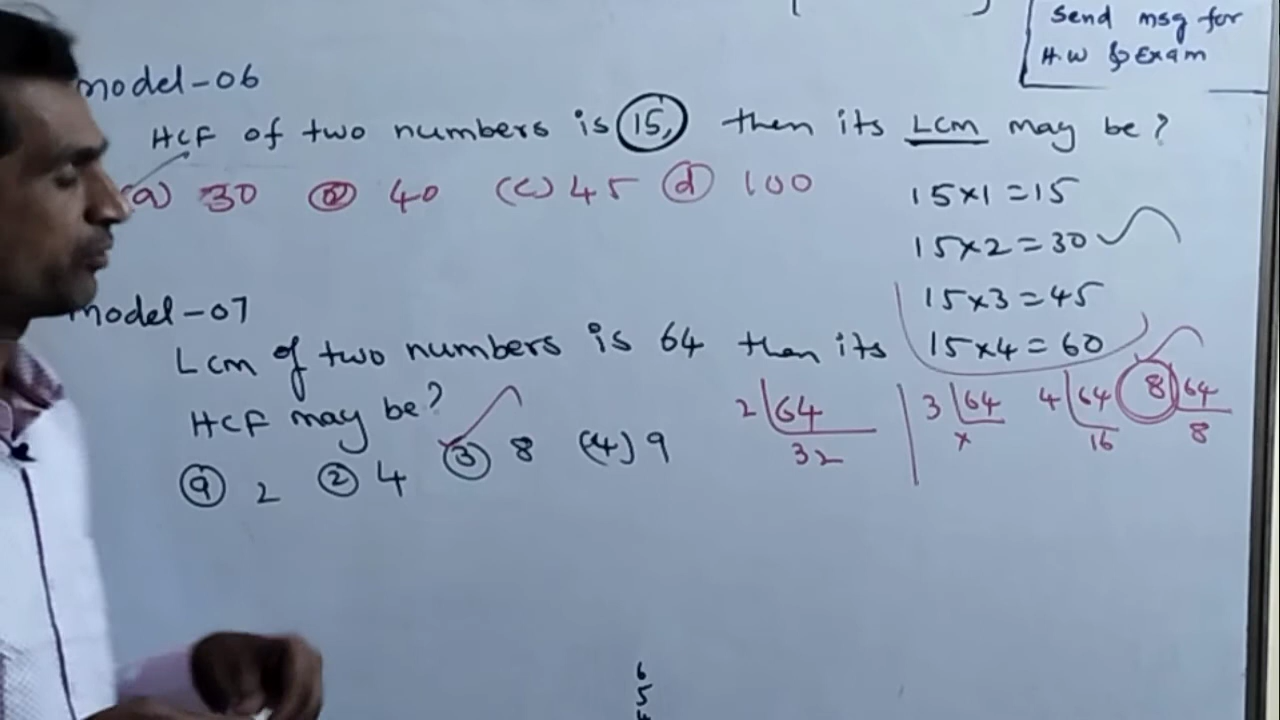 Send msg for
H.W & Exam
model-06
HCF of two numbers is 15, then its LCM may be?
(a) 30 (b) 40 (c) 45 (d) 100
15×1=15
15×2=30
15×3=45
15×4=60
model-07
Lcm of two numbers is 64 then its
HCF may be?
(a) 2 (2) 4 (3) 8 (4) 9
2 64 3 64 4 64 8 64
32 × 16 8
6
5